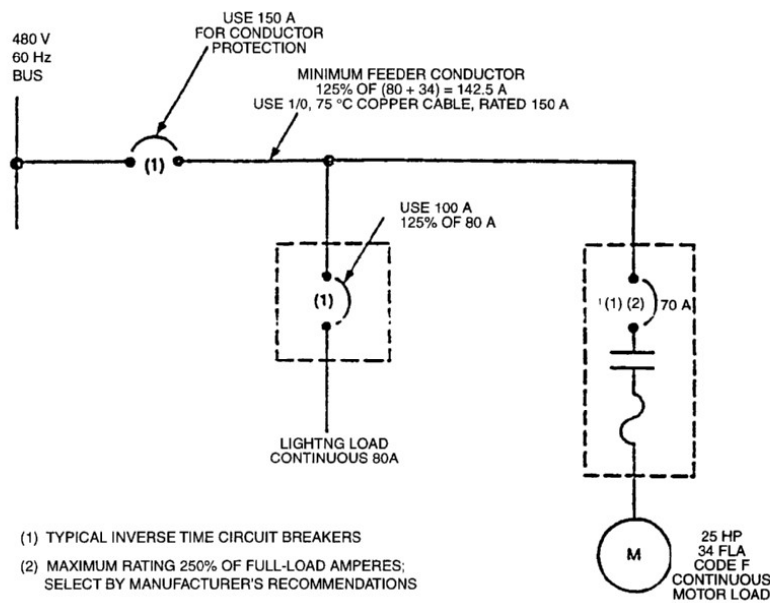 480 V
60 Hz
BUS
USE 150 A
FOR CONDUCTOR
PROTECTION
MINIMUM FEEDER CONDUCTOR
125% OF (80 + 34) = 142.5 A
USE 1/0, 75 °C COPPER CABLE, RATED 150 A
(1)
USE 100 A
125% OF 80 A
(1)
(1) (2) 70 A
LIGHTNG LOAD
CONTINUOUS 80A
M
25 HP
34 FLA
CODE F
CONTINUOUS
MOTOR LOAD
(1) TYPICAL INVERSE TIME CIRCUIT BREAKERS
(2) MAXIMUM RATING 250% OF FULL-LOAD AMPERES;
SELECT BY MANUFACTURER'S RECOMMENDATIONS